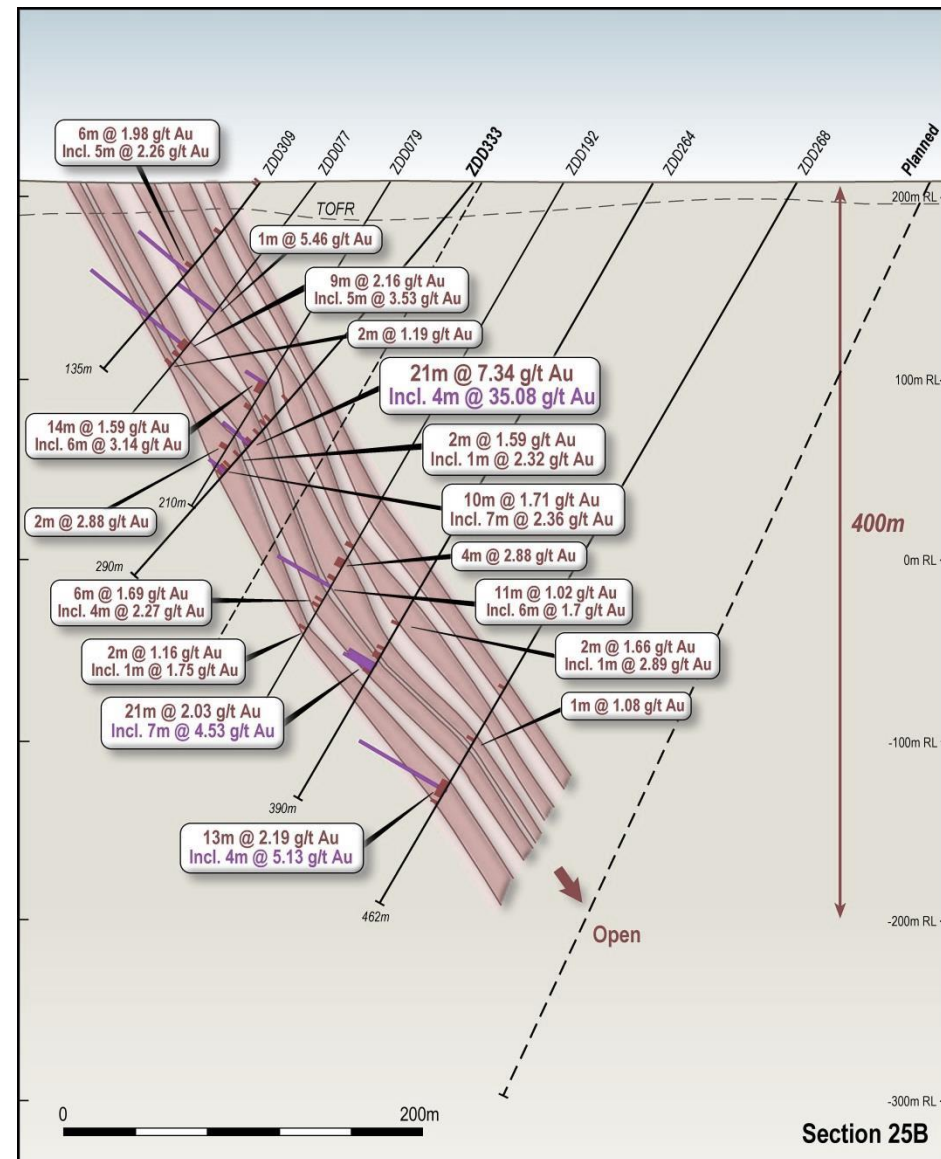 6m @ 1.98 g/t Au
Incl. 5m @ 2.26 g/t Au
ZDD309
ZDD077
ZDD079
ZDD333
ZDD192
ZDD264
ZDD268
Planned
200m RL
TOFR
1m @ 5.46 g/t Au
9m @ 2.16 g/t Au
Incl. 5m @ 3.53 g/t Au
2m @ 1.19 g/t Au
135m
100m RL
21m @ 7.34 g/t Au
Incl. 4m @ 35.08 g/t Au
14m @ 1.59 g/t Au
Incl. 6m @ 3.14 g/t Au
2m @ 1.59 g/t Au
Incl. 1m @ 2.32 g/t Au
210m
2m @ 2.88 g/t Au
10m @ 1.71 g/t Au
Incl. 7m @ 2.36 g/t Au
400m
290m
4m @ 2.88 g/t Au
0m RL
6m @ 1.69 g/t Au
Incl. 4m @ 2.27 g/t Au
11m @ 1.02 g/t Au
Incl. 6m @ 1.7 g/t Au
2m @ 1.16 g/t Au
Incl. 1m @ 1.75 g/t Au
2m @ 1.66 g/t Au
Incl. 1m @ 2.89 g/t Au
21m @ 2.03 g/t Au
Incl. 7m @ 4.53 g/t Au
1m @ 1.08 g/t Au
-100m RL
390m
13m @ 2.19 g/t Au
Incl. 4m @ 5.13 g/t Au
462m
-200m RL
Open
-300m RL
0
200m
Section 25B